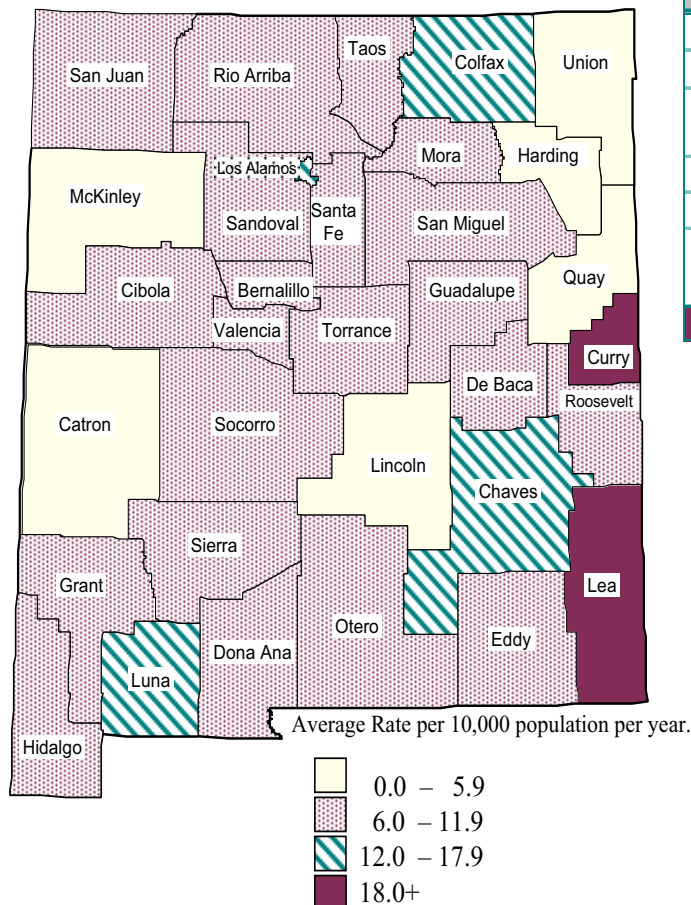 Taos
San Juan
Rio Arriba
Colfax
Union
Mora
Harding
Los Alamos
McKinley
Santa
Fe
Sandoval
San Miguel
Quay
Cibola
Bernalillo
Guadalupe
Valencia
Torrance
Curry
De Baca
Roosevelt
Catron
Socorro
Lincoln
Chaves
Sierra
Grant
Lea
Otero
Eddy
Dona Ana
Luna
Hidalgo
Average Rate per 10,000 population per year.
0.0 – 5.9
6.0 – 11.9
12.0 – 17.9
18.0+